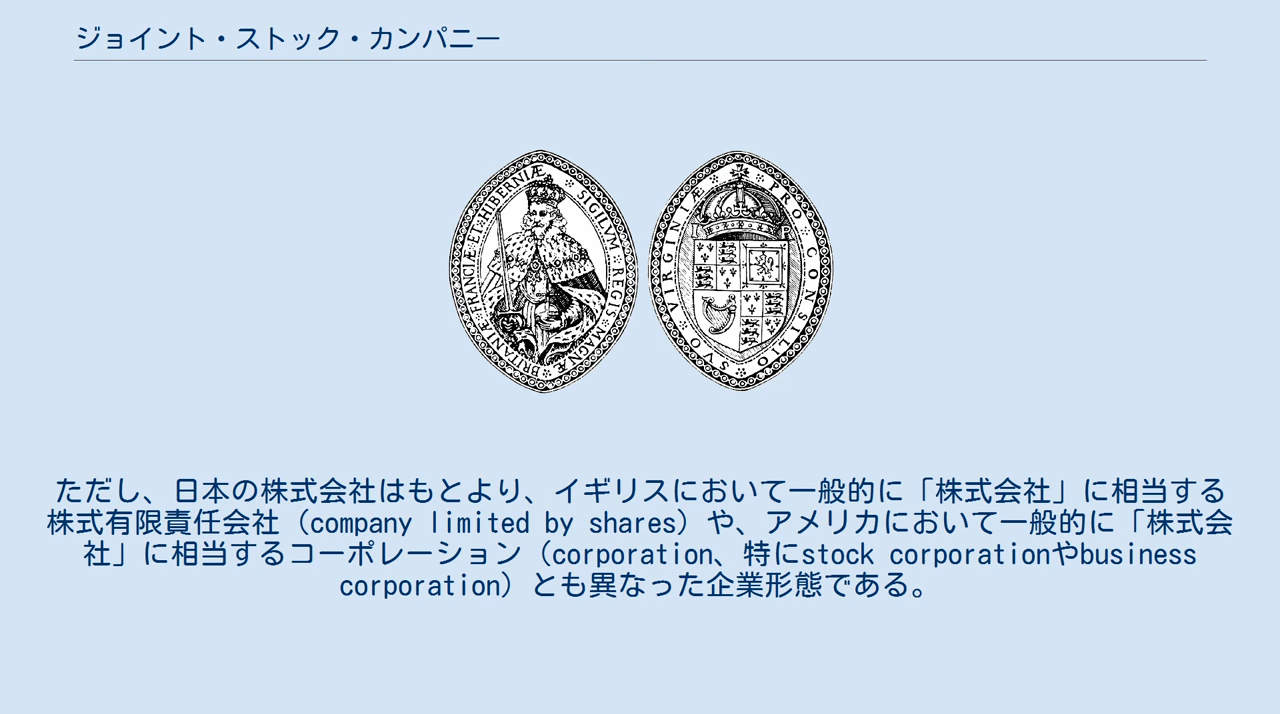 ジョイント・ストック・カンパニー
BRITANIÆ FRANCIÆ ET HIBERNIÆ SIGILVM REGIS MAGNÆ
SVO VIRGINIÆ PRO CONSILIO
ただし、日本の株式会社はもとより、イギリスにおいて一般的に「株式会社」に相当する
株式有限責任会社（company limited by shares）や、アメリカにおいて一般的に「株式会
社」に相当するコーポレーション（corporation、特にstock corporationやbusiness
corporation）とも異なった企業形態である。